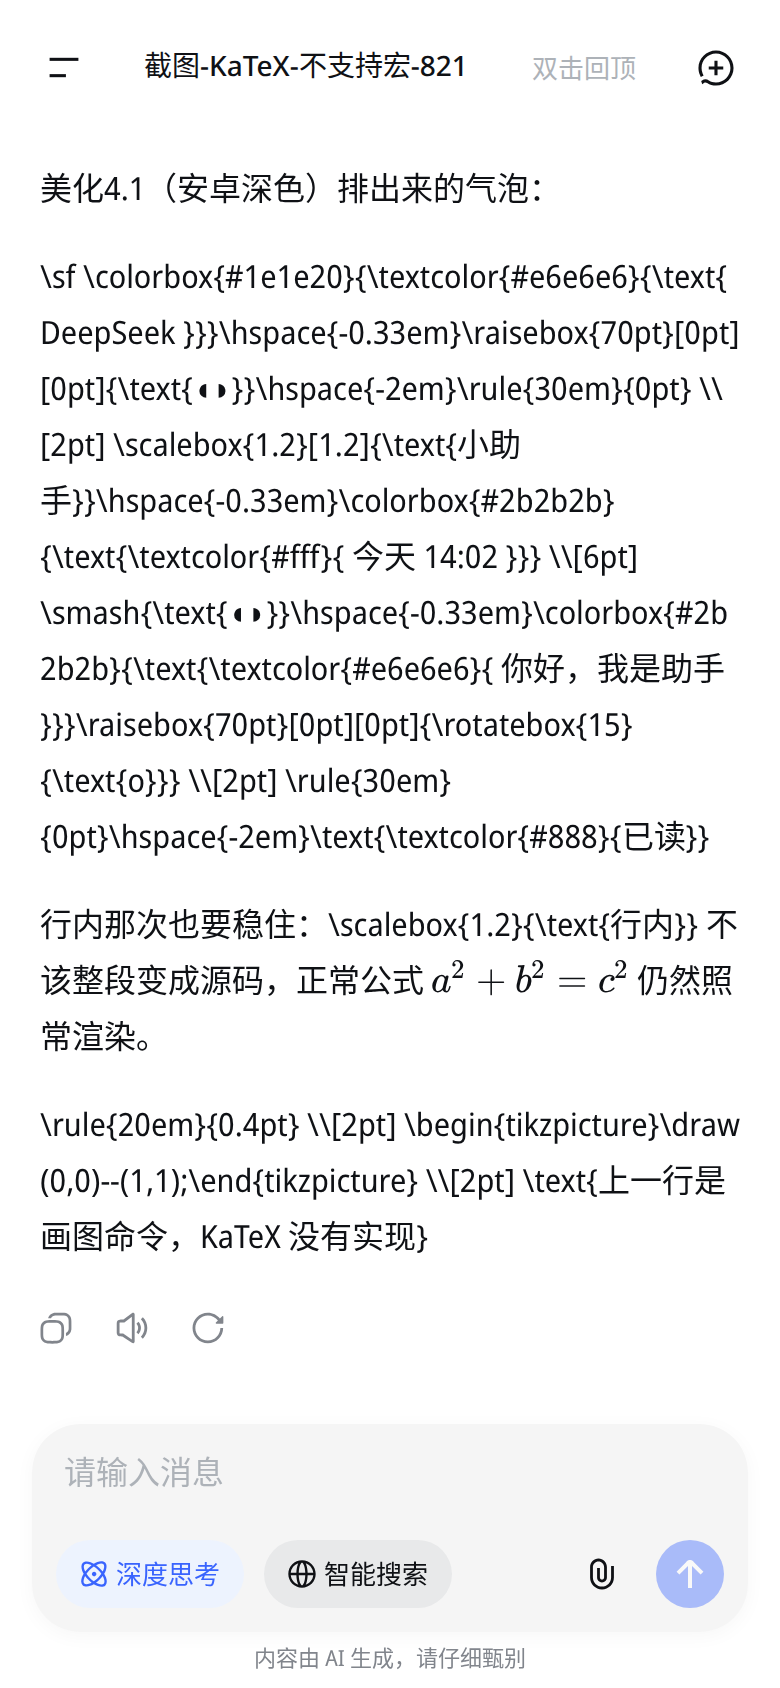 截图-KaTeX-不支持宏-821
双击回顶
美化4.1（安卓深色）排出来的气泡：
\sf \colorbox{#1e1e20}{\textcolor{#e6e6e6}{\text{
DeepSeek }}}\hspace{-0.33em}\raisebox{70pt}[0pt]
[0pt]{\text{◖◗}}\hspace{-2em}\rule{30em}{0pt} \\
[2pt] \scalebox{1.2}[1.2]{\text{小助
手}}\hspace{-0.33em}\colorbox{#2b2b2b}
{\text{\textcolor{#fff}{ 今天 14:02 }}} \\[6pt]
\smash{\text{◖◗}}\hspace{-0.33em}\colorbox{#2b
2b2b}{\text{\textcolor{#e6e6e6}{ 你好，我是助手
}}}\raisebox{70pt}[0pt][0pt]{\rotatebox{15}
{\text{o}}} \\[2pt] \rule{30em}
{0pt}\hspace{-2em}\text{\textcolor{#888}{已读}}
行内那次也要稳住：\scalebox{1.2}{\text{行内}} 不
该整段变成源码，正常公式 a² + b² = c² 仍然照
常渲染。
\rule{20em}{0.4pt} \\[2pt] \begin{tikzpicture}\draw
(0,0)--(1,1);\end{tikzpicture} \\[2pt] \text{上一行是
画图命令，KaTeX 没有实现}
请输入消息
深度思考
智能搜索
内容由 AI 生成，请仔细甄别